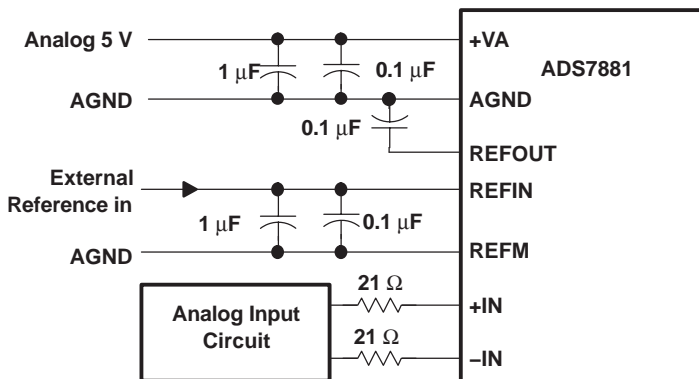 Analog 5 V
+VA
1 μF
0.1 μF
ADS7881
AGND
AGND
0.1 μF
REFOUT
External
Reference in
REFIN
1 μF
0.1 μF
AGND
REFM
21 Ω
+IN
Analog Input
Circuit
21 Ω
−IN